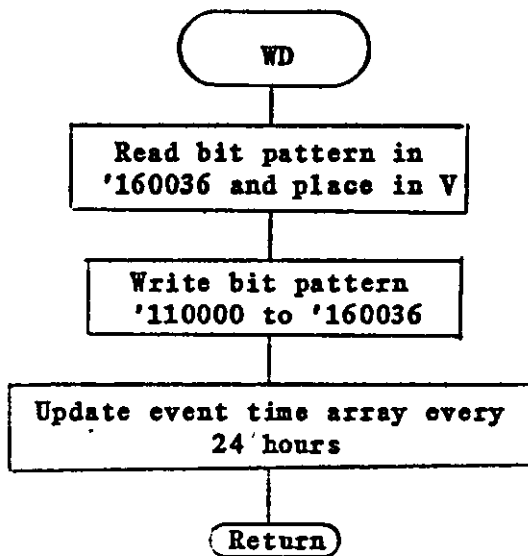 WD
Read bit pattern in
'160036 and place in V
Write bit pattern
'110000 to '160036
Update event time array every
24 hours
Return